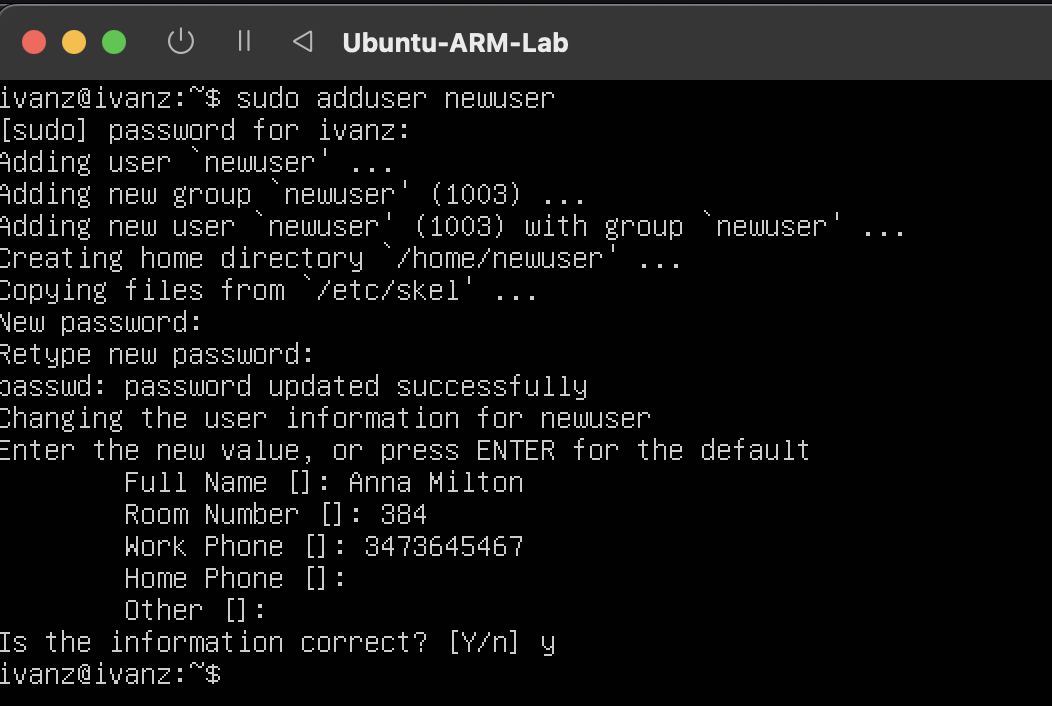 Ubuntu-ARM-Lab
ivanz@ivanz:~$ sudo adduser newuser
[sudo] password for ivanz:
Adding user `newuser' ...
Adding new group `newuser' (1003) ...
Adding new user `newuser' (1003) with group `newuser' ...
Creating home directory `/home/newuser' ...
Copying files from `/etc/skel' ...
New password:
Retype new password:
passwd: password updated successfully
Changing the user information for newuser
Enter the new value, or press ENTER for the default
Full Name []: Anna Milton
Room Number []: 384
Work Phone []: 3473645467
Home Phone []:
Other []:
Is the information correct? [Y/n] y
ivanz@ivanz:~$